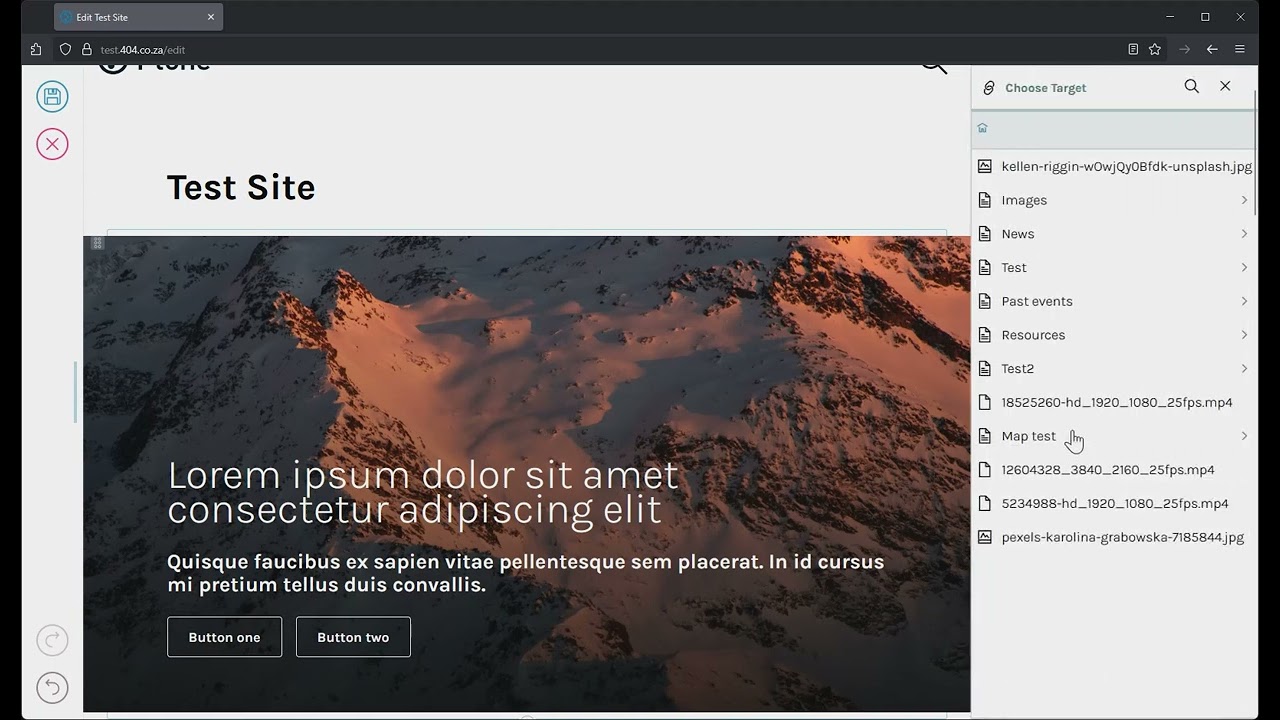 Edit Test Site
test.404.co.za/edit
Plone
Choose Target
kellen-riggin-wOwjQy0Bfdk-unsplash.jpg
Images
News
Test
Past events
Resources
Test2
18525260-hd_1920_1080_25fps.mp4
Map test
12604328_3840_2160_25fps.mp4
5234988-hd_1920_1080_25fps.mp4
pexels-karolina-grabowska-7185844.jpg
Test Site
Lorem ipsum dolor sit amet
consectetur adipiscing elit
Quisque faucibus ex sapien vitae pellentesque sem placerat. In id cursus
mi pretium tellus duis convallis.
Button one
Button two